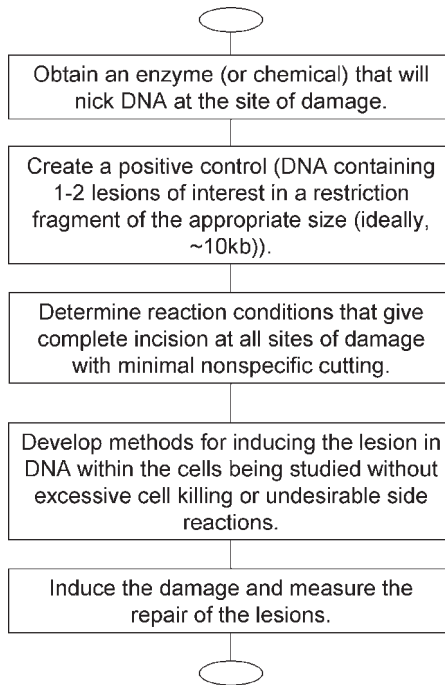 Obtain an enzyme (or chemical) that will
nick DNA at the site of damage.
Create a positive control (DNA containing
1-2 lesions of interest in a restriction
fragment of the appropriate size (ideally,
~10kb)).
Determine reaction conditions that give
complete incision at all sites of damage
with minimal nonspecific cutting.
Develop methods for inducing the lesion in
DNA within the cells being studied without
excessive cell killing or undesirable side
reactions.
Induce the damage and measure the
repair of the lesions.